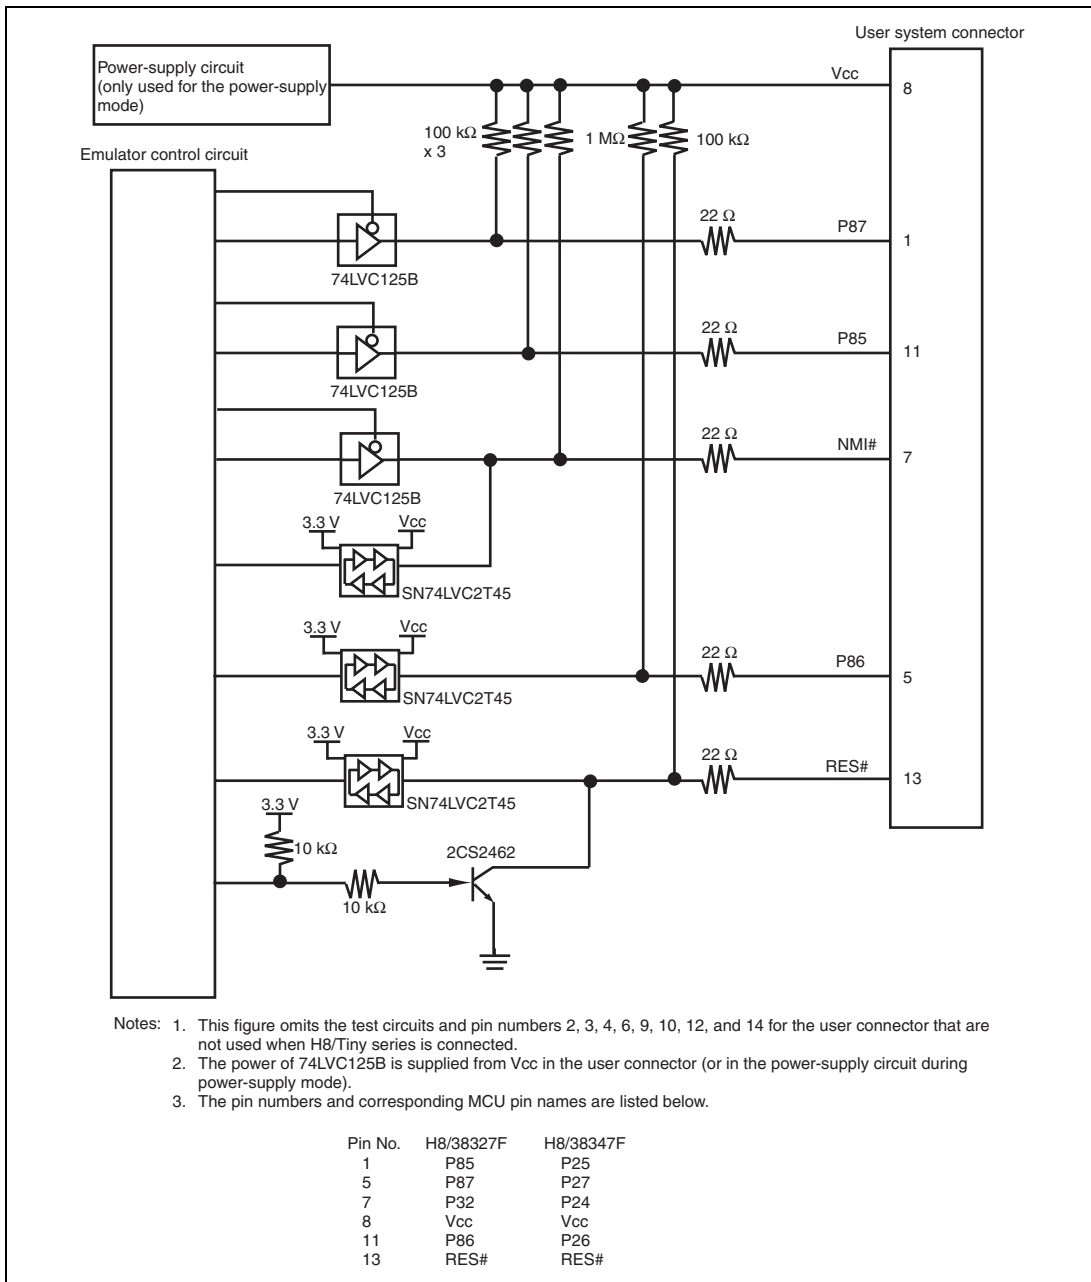 User system connector
Power-supply circuit
(only used for the power-supply
mode)
Vcc
8
100 kΩ
x 3
1 MΩ
100 kΩ
Emulator control circuit
22 Ω
P87
1
74LVC125B
22 Ω
P85
11
74LVC125B
22 Ω
NMI#
7
74LVC125B
3.3 V
Vcc
SN74LVC2T45
3.3 V
Vcc
22 Ω
P86
5
SN74LVC2T45
3.3 V
Vcc
22 Ω
RES#
13
SN74LVC2T45
3.3 V
10 kΩ
2CS2462
10 kΩ
Notes: 1. This figure omits the test circuits and pin numbers 2, 3, 4, 6, 9, 10, 12, and 14 for the user connector that are
not used when H8/Tiny series is connected.
2. The power of 74LVC125B is supplied from Vcc in the user connector (or in the power-supply circuit during
power-supply mode).
3. The pin numbers and corresponding MCU pin names are listed below.
Pin No. H8/38327F H8/38347F
1 P85 P25
5 P87 P27
7 P32 P24
8 Vcc Vcc
11 P86 P26
13 RES# RES#